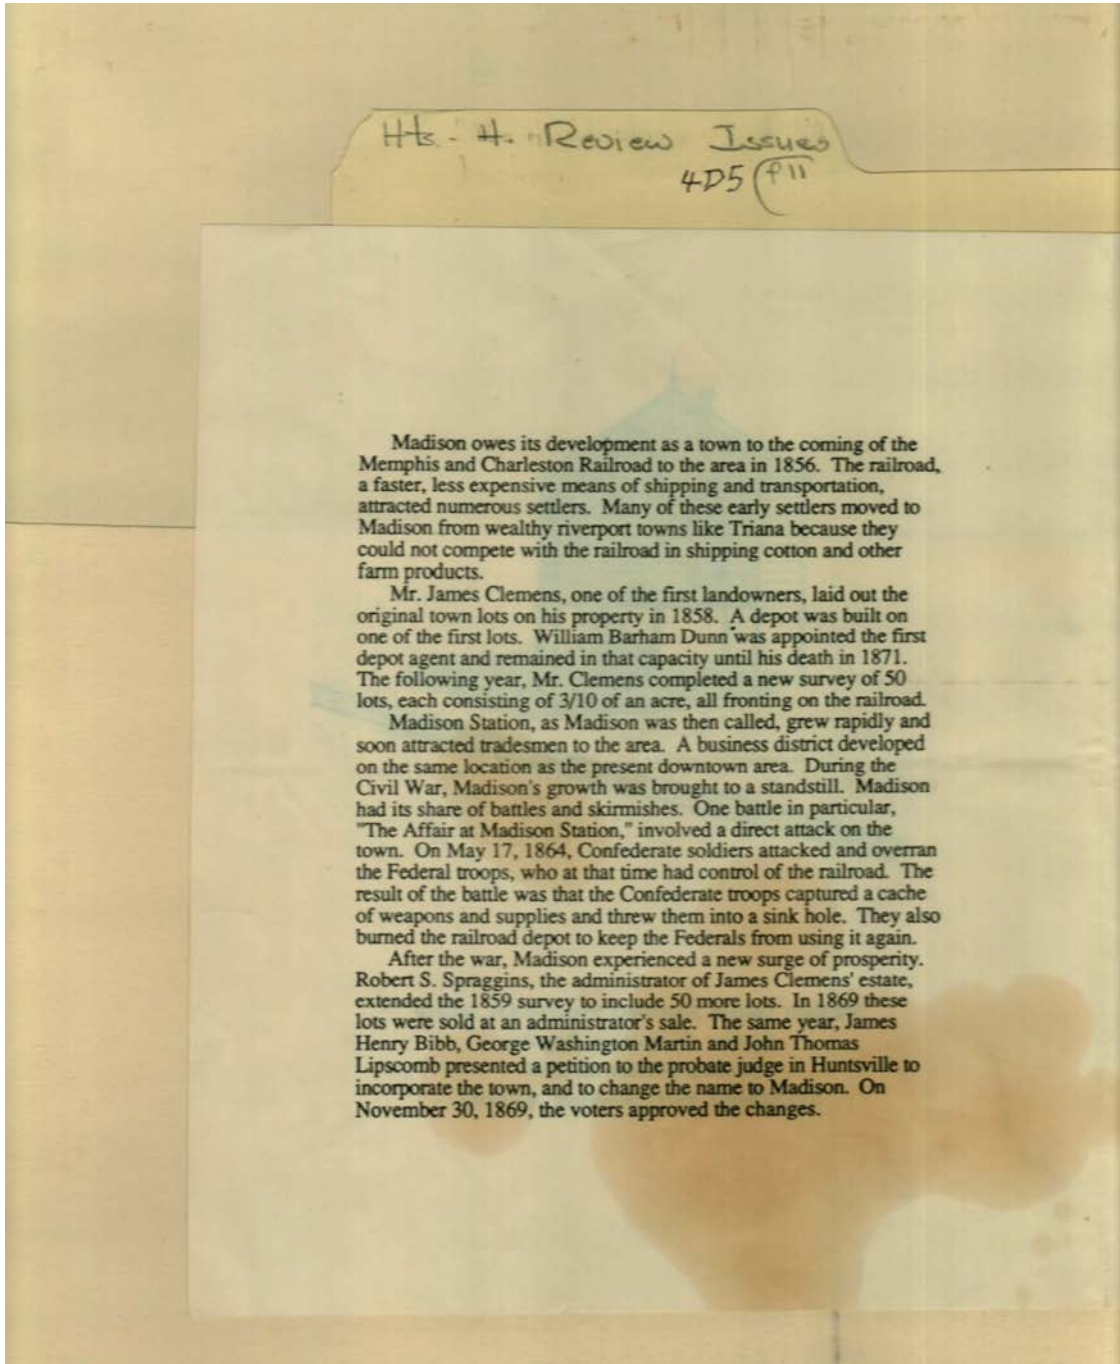 Hts - H. Review Issues
4D5 f11
Madison owes its development as a town to the coming of the
Memphis and Charleston Railroad to the area in 1856. The railroad,
a faster, less expensive means of shipping and transportation,
attracted numerous settlers. Many of these early settlers moved to
Madison from wealthy riverport towns like Triana because they
could not compete with the railroad in shipping cotton and other
farm products.
Mr. James Clemens, one of the first landowners, laid out the
original town lots on his property in 1858. A depot was built on
one of the first lots. William Barham Dunn was appointed the first
depot agent and remained in that capacity until his death in 1871.
The following year, Mr. Clemens completed a new survey of 50
lots, each consisting of 3/10 of an acre, all fronting on the railroad.
Madison Station, as Madison was then called, grew rapidly and
soon attracted tradesmen to the area. A business district developed
on the same location as the present downtown area. During the
Civil War, Madison's growth was brought to a standstill. Madison
had its share of battles and skirmishes. One battle in particular,
"The Affair at Madison Station," involved a direct attack on the
town. On May 17, 1864, Confederate soldiers attacked and overran
the Federal troops, who at that time had control of the railroad. The
result of the battle was that the Confederate troops captured a cache
of weapons and supplies and threw them into a sink hole. They also
burned the railroad depot to keep the Federals from using it again.
After the war, Madison experienced a new surge of prosperity.
Robert S. Spraggins, the administrator of James Clemens' estate,
extended the 1859 survey to include 50 more lots. In 1869 these
lots were sold at an administrator's sale. The same year, James
Henry Bibb, George Washington Martin and John Thomas
Lipscomb presented a petition to the probate judge in Huntsville to
incorporate the town, and to change the name to Madison. On
November 30, 1869, the voters approved the changes.